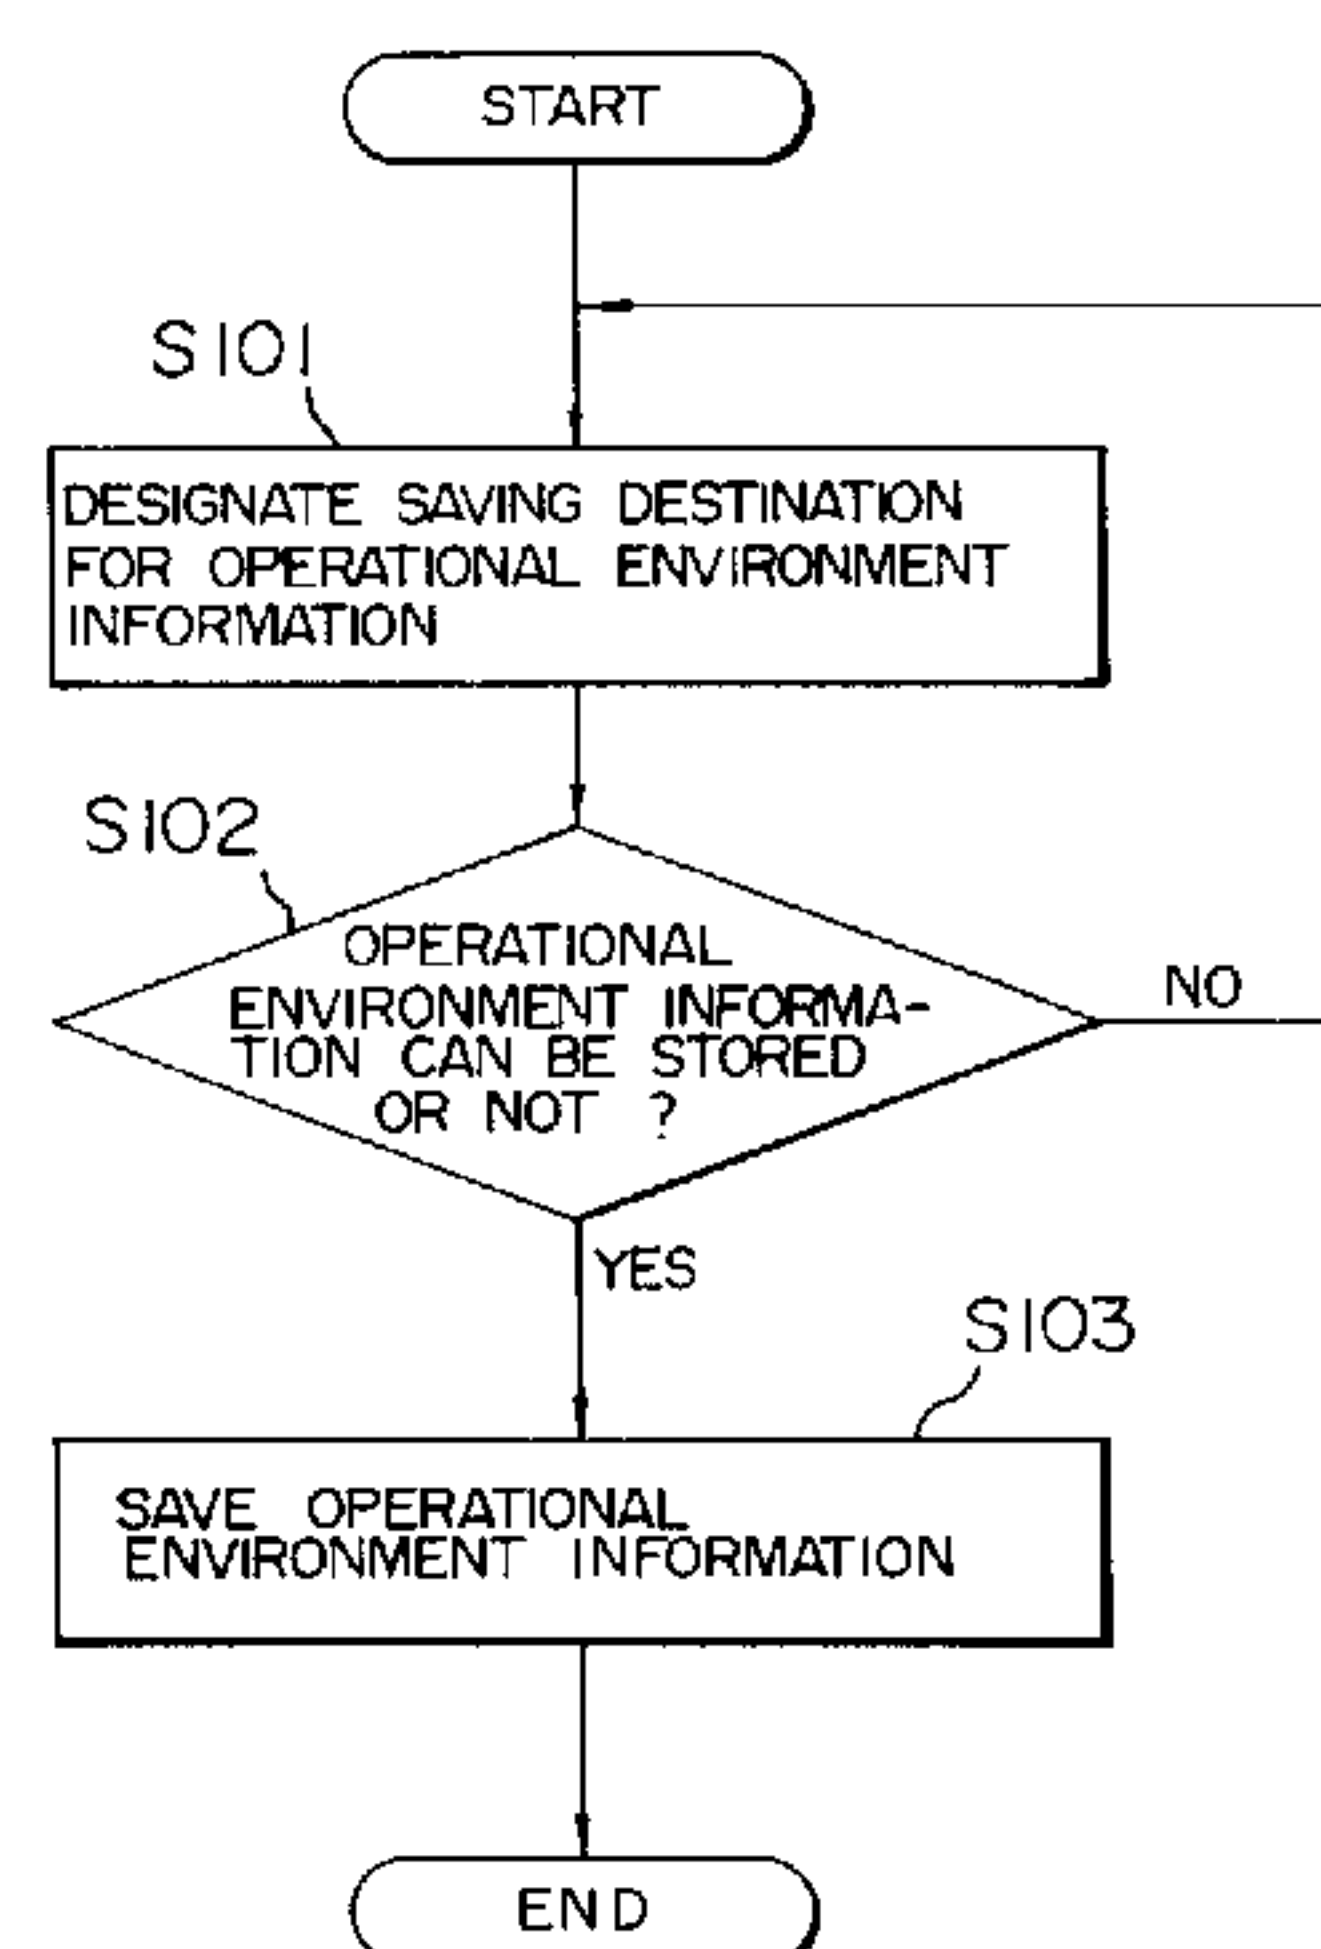 START
S101
DESIGNATE SAVING DESTINATION
FOR OPERATIONAL ENVIRONMENT
INFORMATION
S102
OPERATIONAL
ENVIRONMENT INFORMA-
TION CAN BE STORED
OR NOT ?
NO
YES
S103
SAVE OPERATIONAL
ENVIRONMENT INFORMATION
END